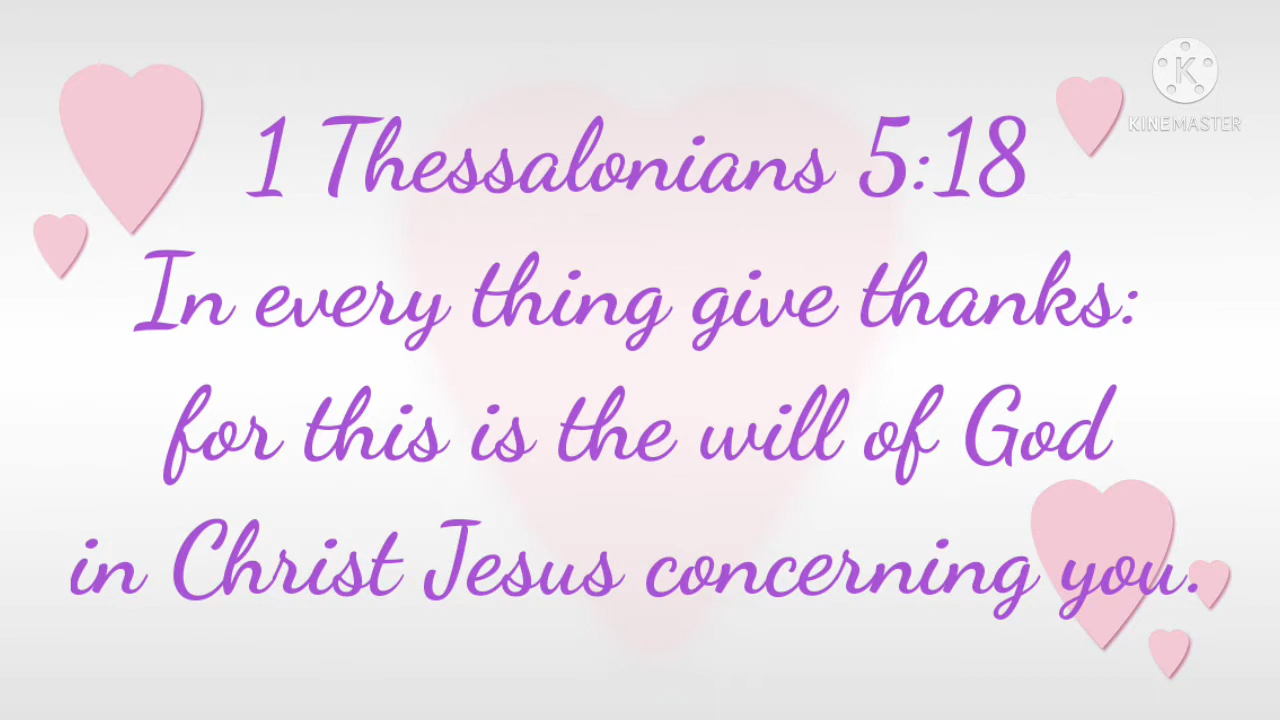 1 Thessalonians 5:18
In every thing give thanks:
for this is the will of God
in Christ Jesus concerning you.
K
KINEMASTER